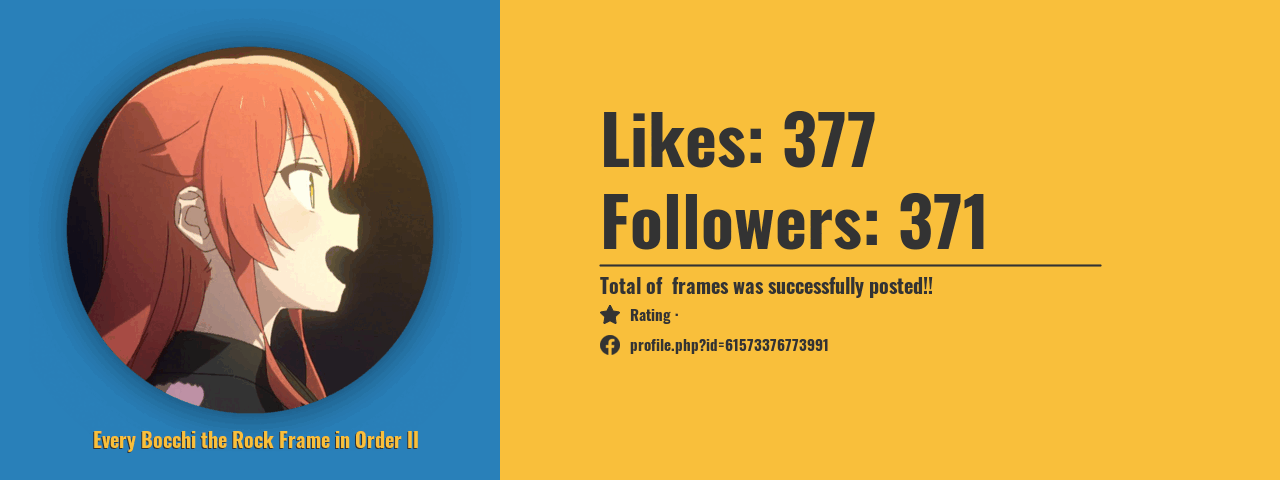 Likes: 377
Followers: 371
Total of  frames was successfully posted!!
Rating ·
profile.php?id=61573376773991
Every Bocchi the Rock Frame in Order II